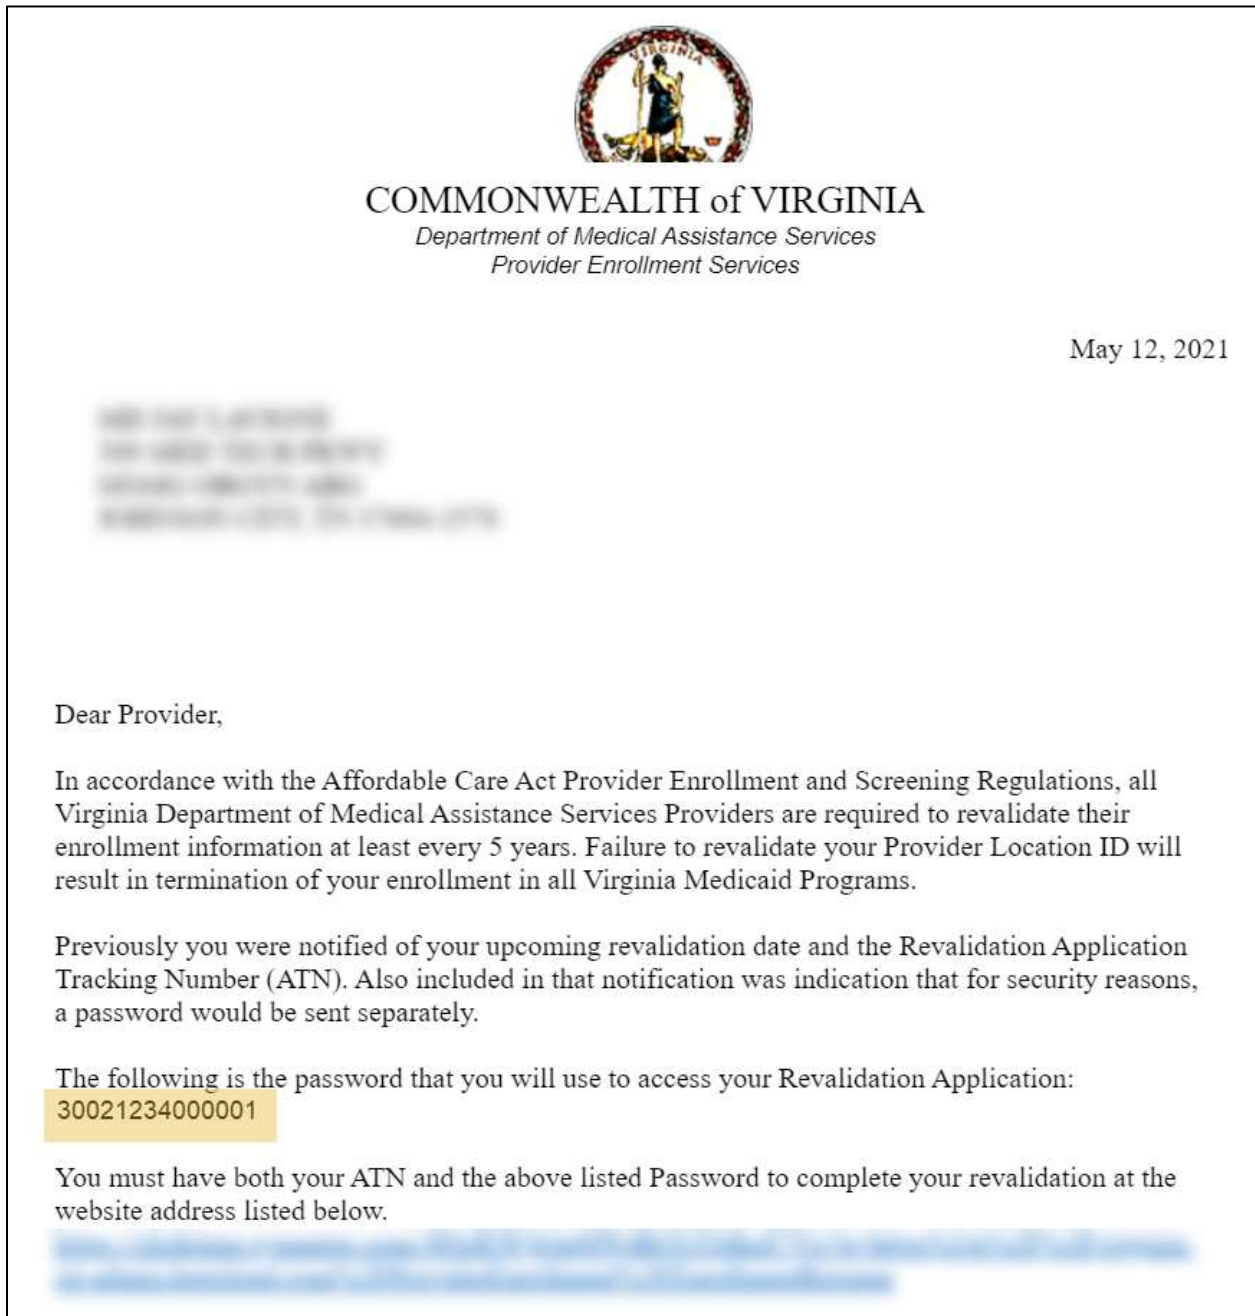 VIRGINIA
COMMONWEALTH of VIRGINIA
Department of Medical Assistance Services
Provider Enrollment Services
May 12, 2021
Dear Provider,
In accordance with the Affordable Care Act Provider Enrollment and Screening Regulations, all
Virginia Department of Medical Assistance Services Providers are required to revalidate their
enrollment information at least every 5 years. Failure to revalidate your Provider Location ID will
result in termination of your enrollment in all Virginia Medicaid Programs.
Previously you were notified of your upcoming revalidation date and the Revalidation Application
Tracking Number (ATN). Also included in that notification was indication that for security reasons,
a password would be sent separately.
The following is the password that you will use to access your Revalidation Application:
30021234000001
You must have both your ATN and the above listed Password to complete your revalidation at the
website address listed below.